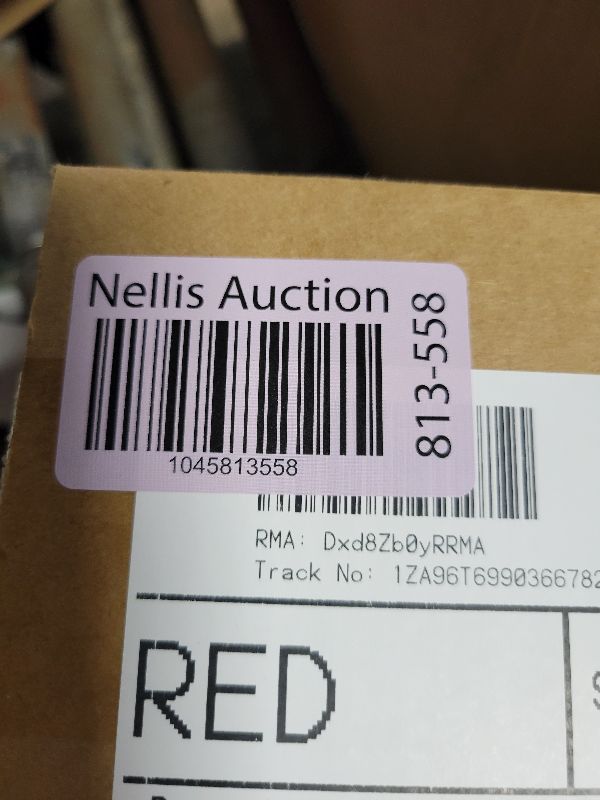 Nellis Auction
813-558
1045813558
RMA: Dxd8Zb0yRRMA
Track No: 1ZA96T6990366782
RED